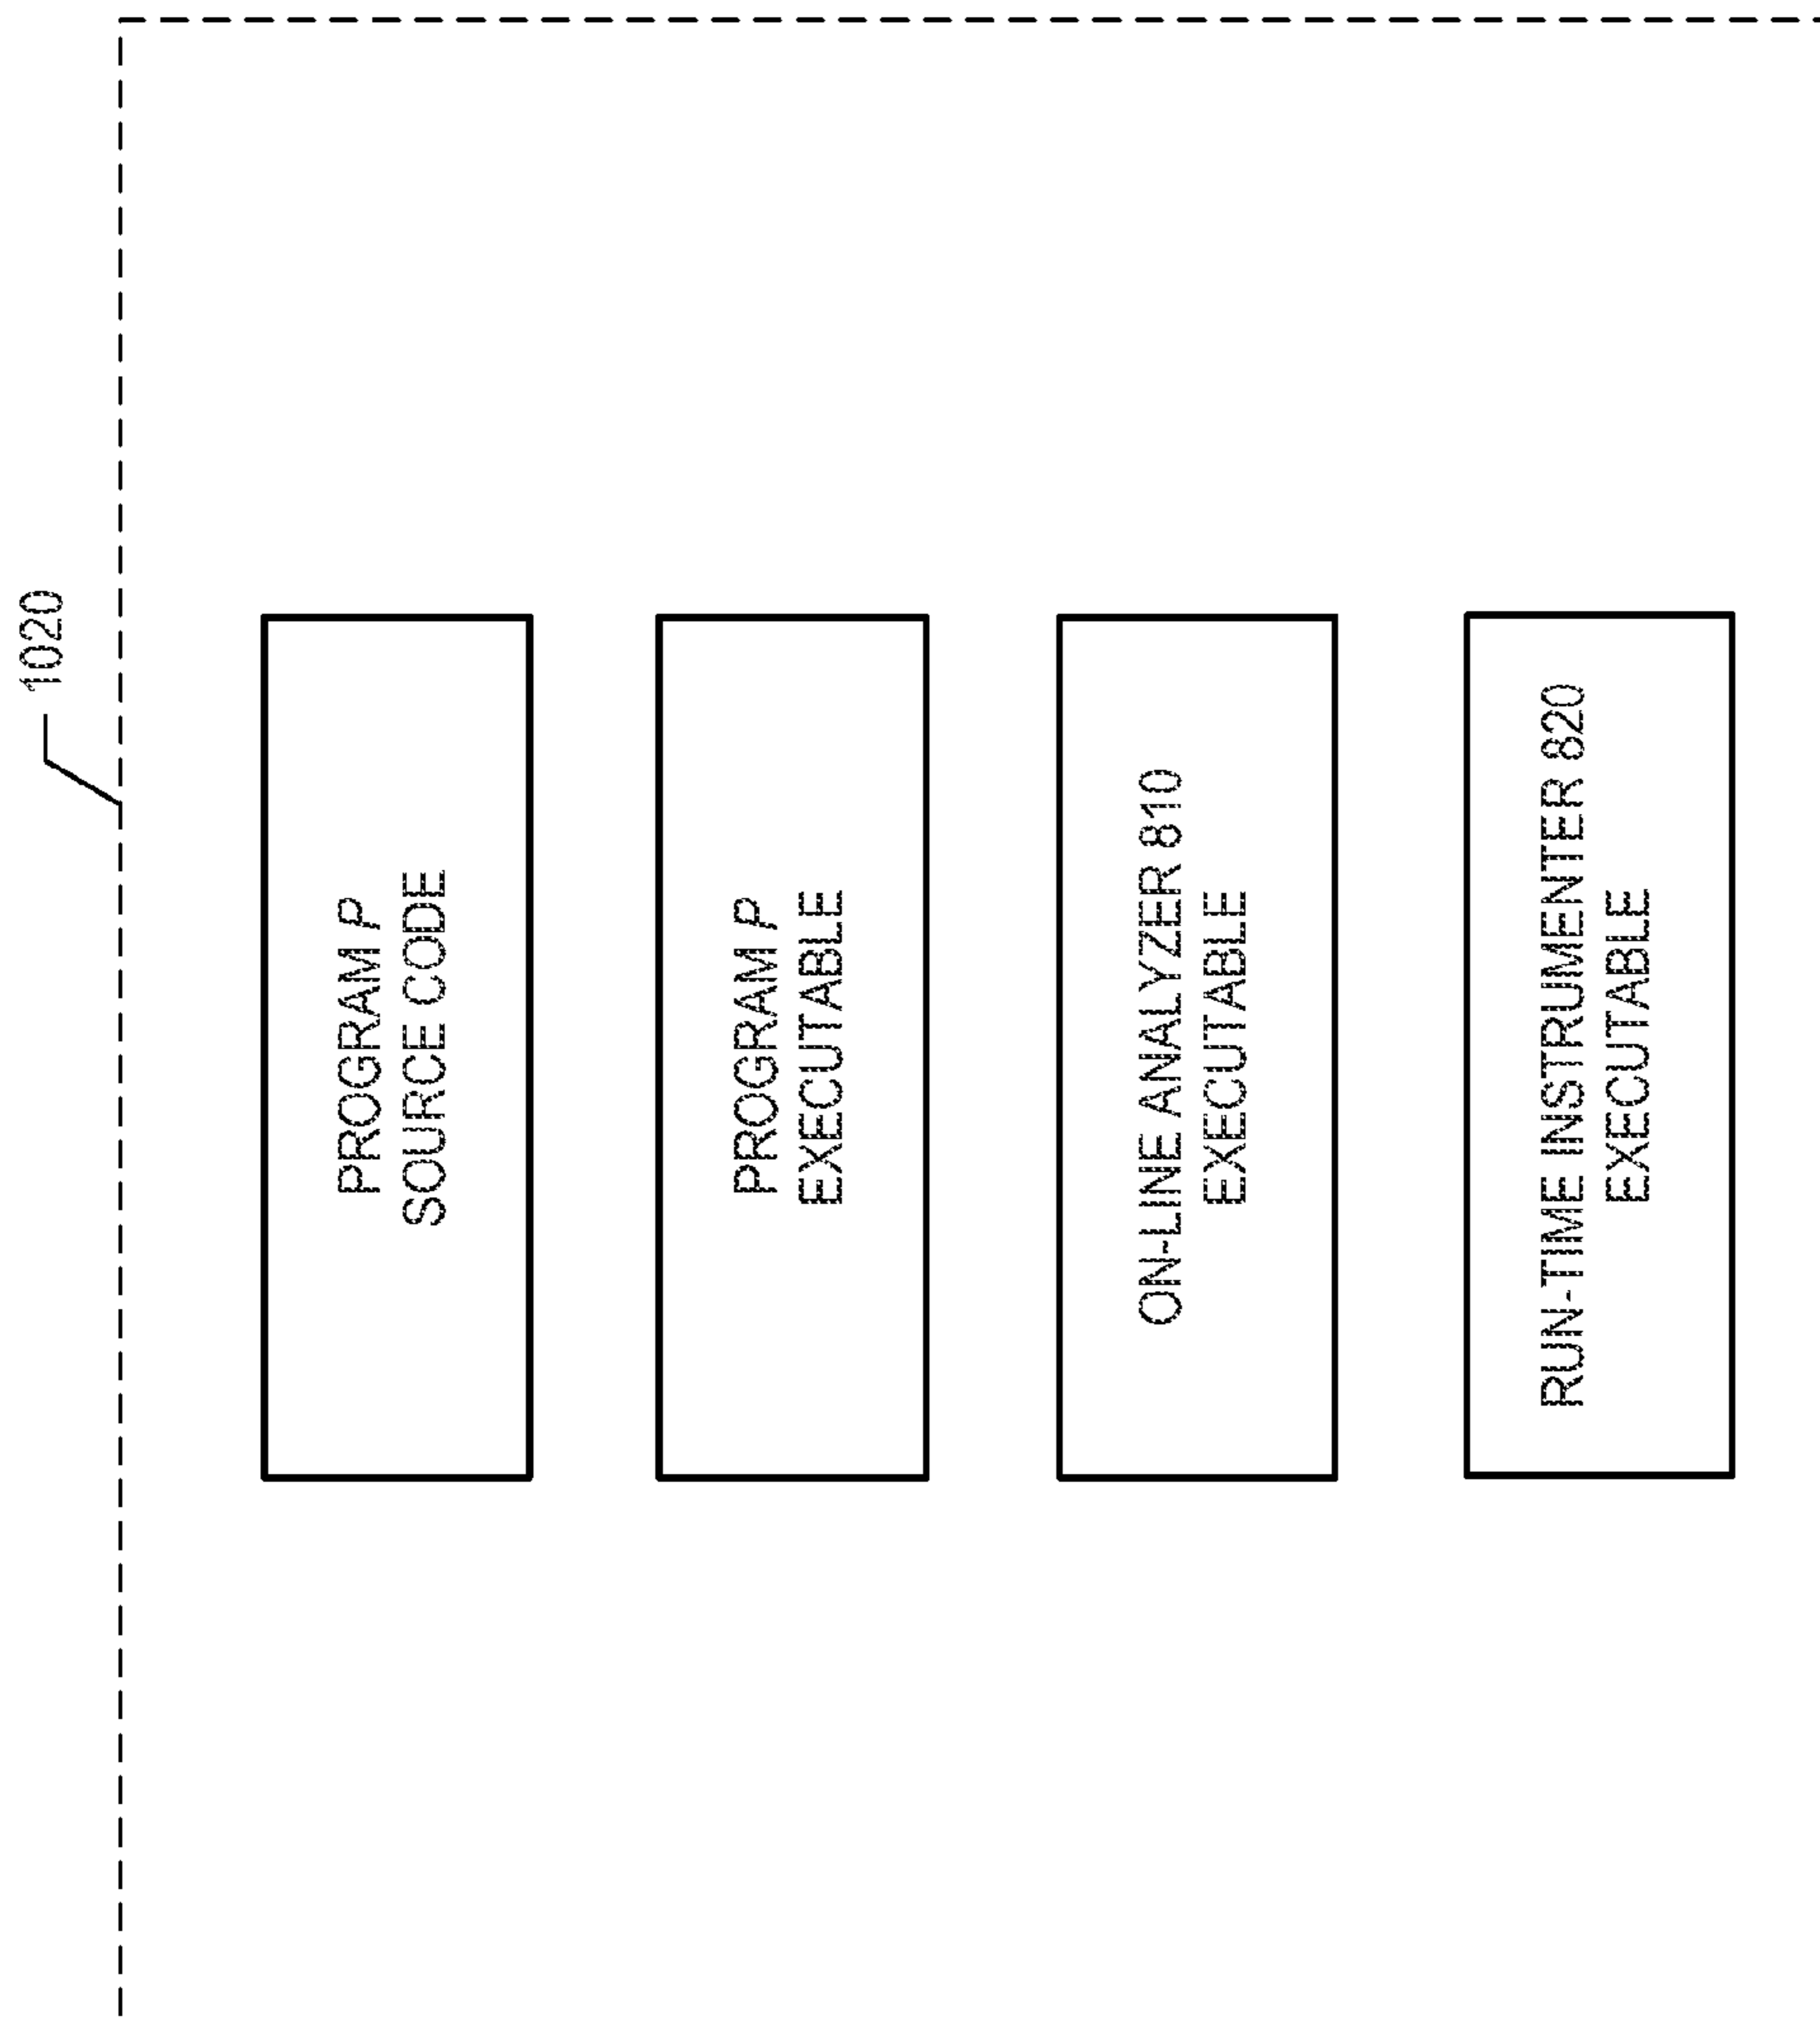 1020
PROGRAM P
SOURCE CODE
PROGRAM P
EXECUTABLE
ON-LINE ANALYZER 810
EXECUTABLE
RUN-TIME INSTRUMENTER 820
EXECUTABLE